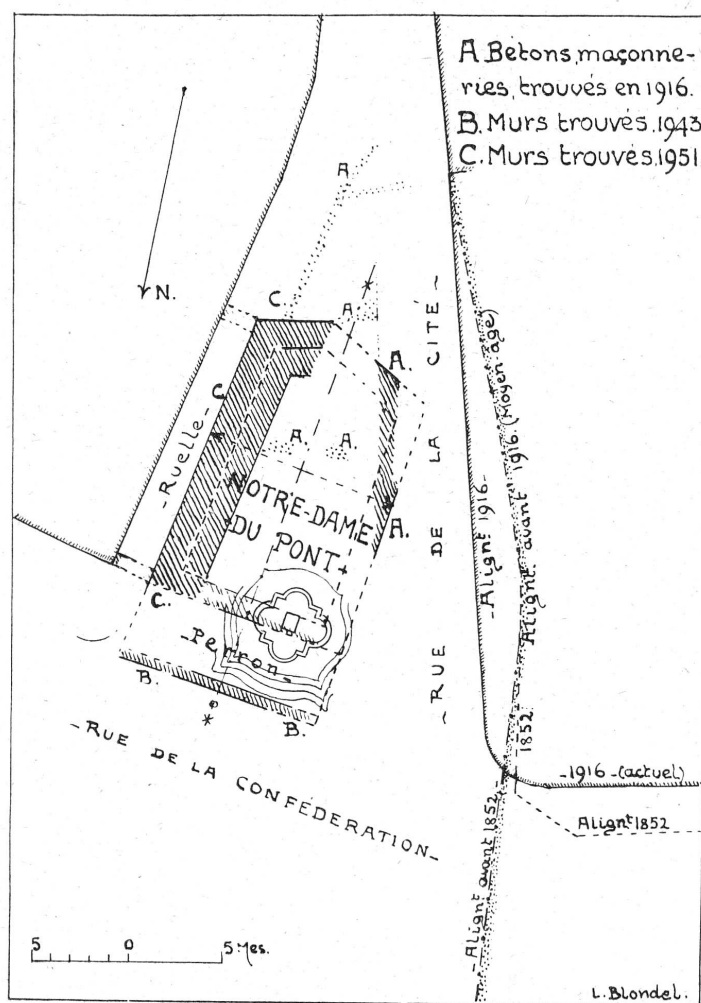 A Betons, maçonne-
ries, trouvés en 1916.
B. Murs trouvés. 1943
C. Murs trouvés. 1951
A
N.
C.
A.
A.
C
-Ruelle-
A. A.
NOTRE-DAME
DU PONT
A.
C.
-Perron-
B.
B.
-RUE DE LA CITÉ-
-Alignt 1916-
Alignt avant 1916 (Moyen age)
1852
-1916-(actuel)
Alignt 1852
-Alignt avant 1852-
-RUE DE LA CONFÉDÉRATION-
5 0 5 Mes.
L. Blondel.